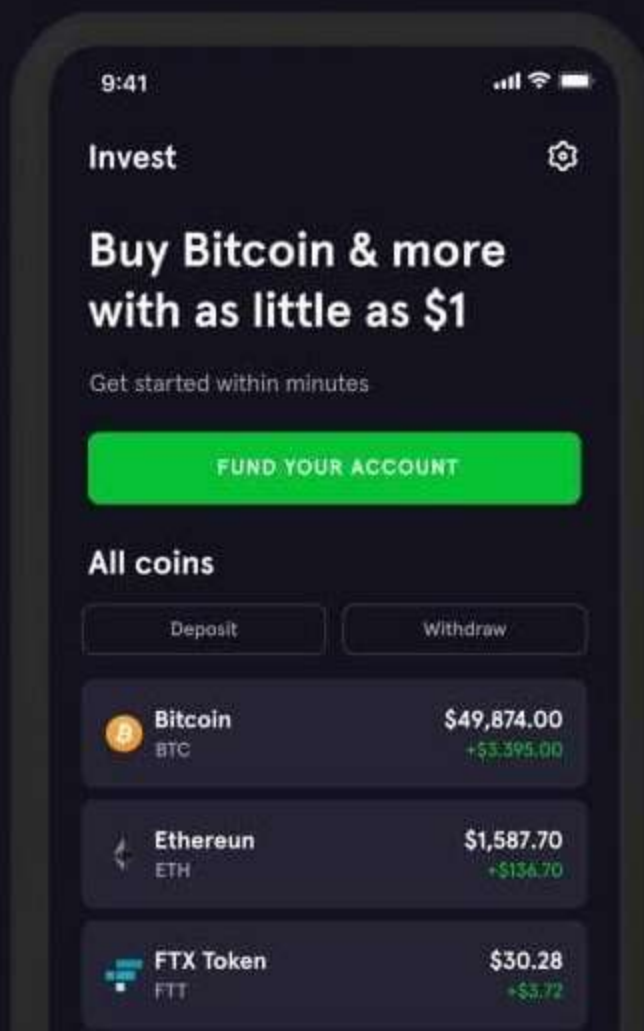 9:41
Invest
Buy Bitcoin & more
with as little as $1
Get started within minutes
FUND YOUR ACCOUNT
All coins
Deposit Withdraw
Bitcoin $49,874.00
BTC +$3.395.00
Ethereun $1,587.70
ETH +$136.70
FTX Token $30.28
FTT +$3.72